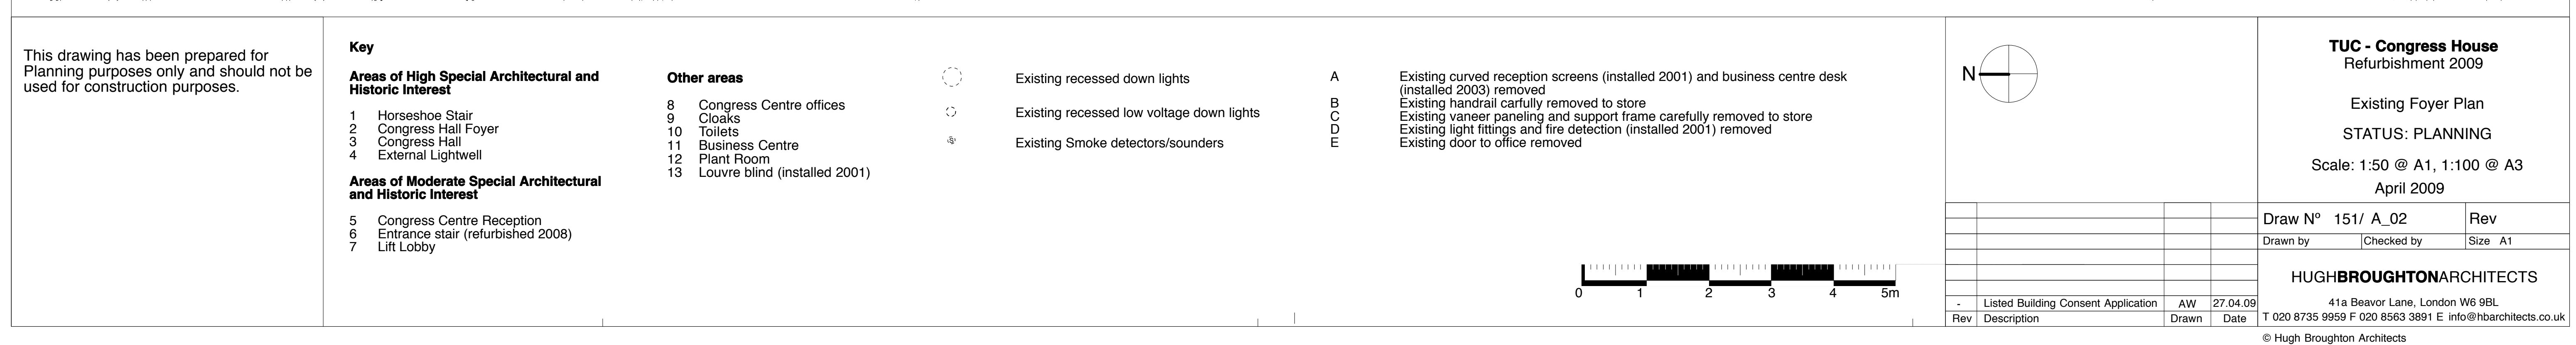 This drawing has been prepared for
Planning purposes only and should not be
used for construction purposes.
Key
Areas of High Special Architectural and
Historic Interest
1 Horseshoe Stair
2 Congress Hall Foyer
3 Congress Hall
4 External Lightwell
Areas of Moderate Special Architectural
and Historic Interest
5 Congress Centre Reception
6 Entrance stair (refurbished 2008)
7 Lift Lobby
Other areas
8 Congress Centre offices
9 Cloaks
10 Toilets
11 Business Centre
12 Plant Room
13 Louvre blind (installed 2001)
Existing recessed down lights
Existing recessed low voltage down lights
Existing Smoke detectors/sounders
A Existing curved reception screens (installed 2001) and business centre desk
(installed 2003) removed
B Existing handrail carfully removed to store
C Existing vaneer paneling and support frame carefully removed to store
D Existing light fittings and fire detection (installed 2001) removed
E Existing door to office removed
0 1 2 3 4 5m
N
- Listed Building Consent Application AW 27.04.09
Rev Description Drawn Date
TUC - Congress House
Refurbishment 2009
Existing Foyer Plan
STATUS: PLANNING
Scale: 1:50 @ A1, 1:100 @ A3
April 2009
Draw Nº 151/ A_02 Rev
Drawn by Checked by Size A1
HUGHBROUGHTONARCHITECTS
41a Beavor Lane, London W6 9BL
T 020 8735 9959 F 020 8563 3891 E info@hbarchitects.co.uk
© Hugh Broughton Architects